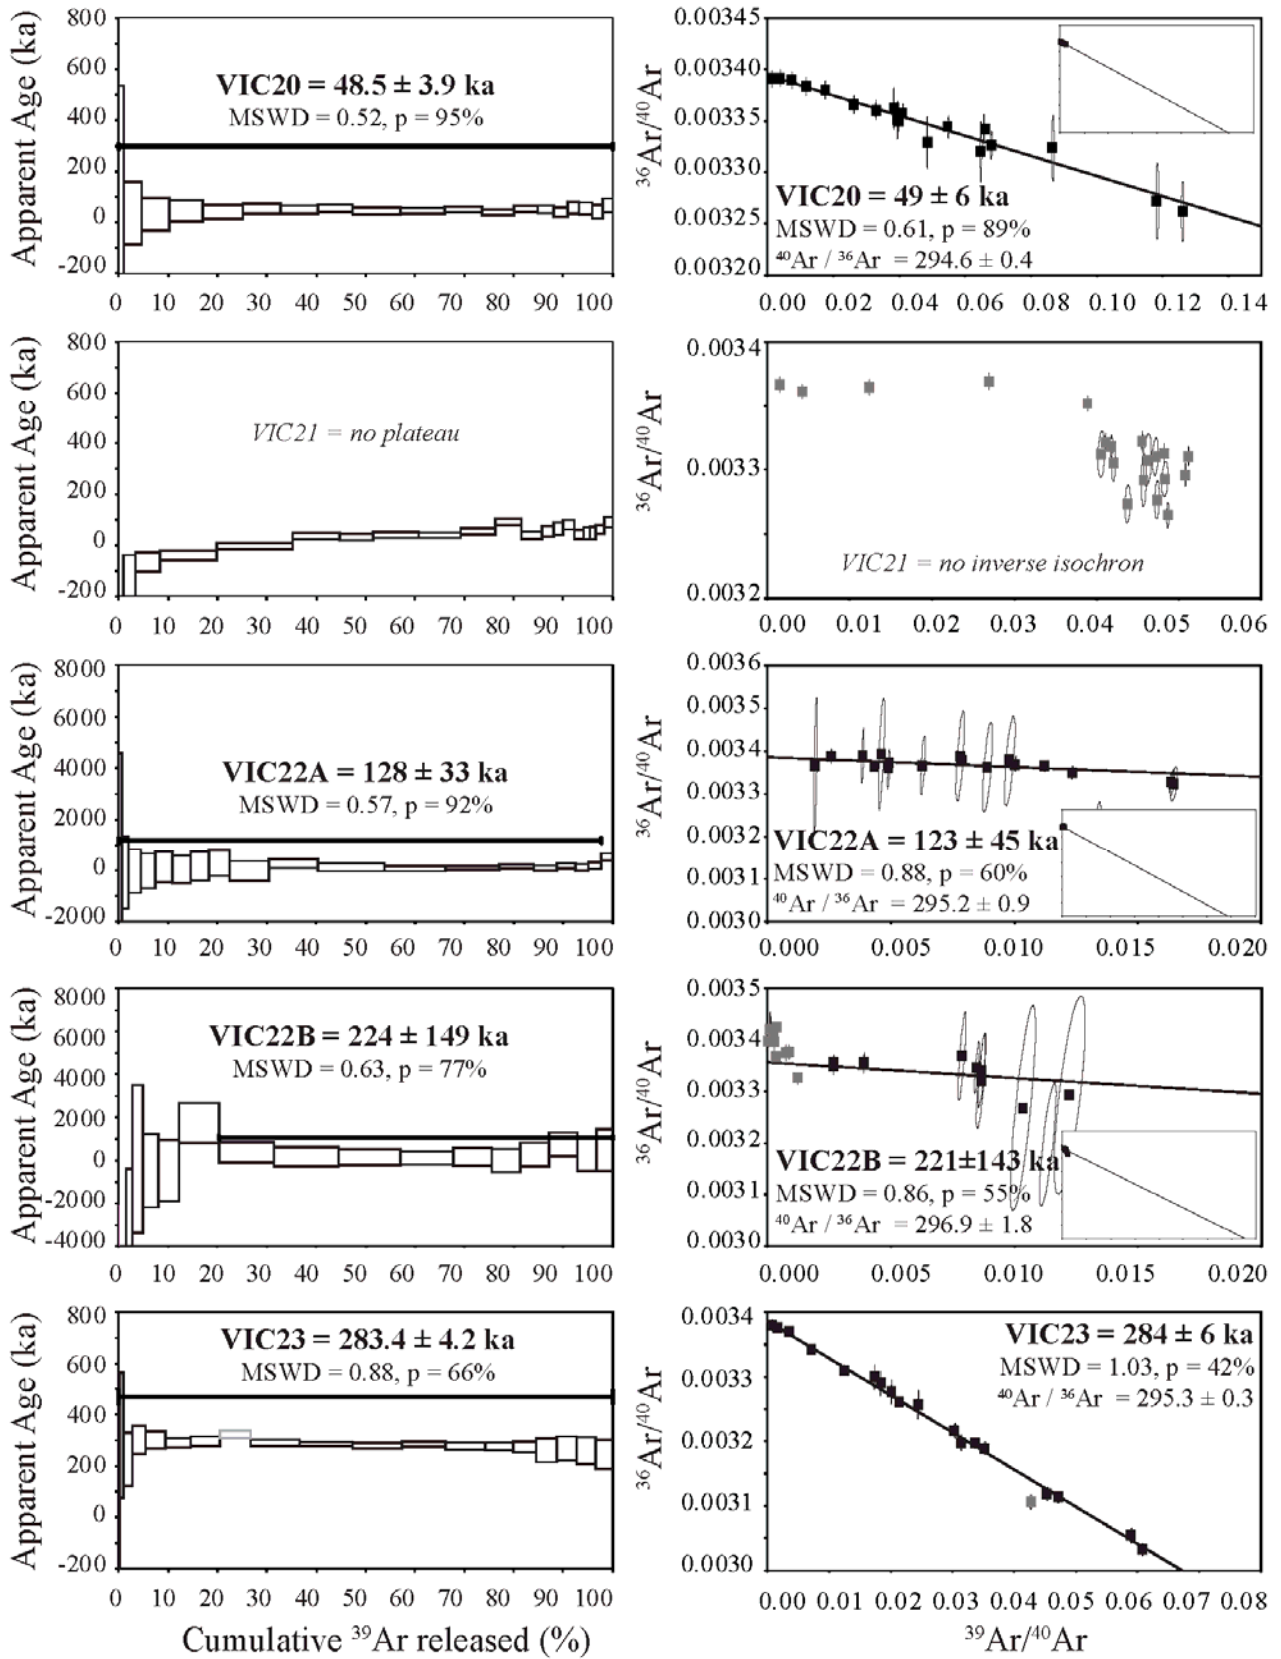 800
600
400
200
0
-200
Apparent Age (ka)
VIC20 = 48.5 ± 3.9 ka
MSWD = 0.52, p = 95%
0 10 20 30 40 50 60 70 80 90 100
0.00345
0.00340
0.00335
0.00330
0.00325
0.00320
³⁶Ar/⁴⁰Ar
VIC20 = 49 ± 6 ka
MSWD = 0.61, p = 89%
⁴⁰Ar / ³⁶Ar = 294.6 ± 0.4
0.00 0.02 0.04 0.06 0.08 0.10 0.12 0.14
800
600
400
200
0
-200
Apparent Age (ka)
VIC21 = no plateau
0 10 20 30 40 50 60 70 80 90 100
0.0034
0.0033
0.0032
³⁶Ar/⁴⁰Ar
VIC21 = no inverse isochron
0.00 0.01 0.02 0.03 0.04 0.05 0.06
8000
6000
4000
2000
0
-2000
Apparent Age (ka)
VIC22A = 128 ± 33 ka
MSWD = 0.57, p = 92%
0 10 20 30 40 50 60 70 80 90 100
0.0036
0.0035
0.0034
0.0033
0.0032
0.0031
0.0030
³⁶Ar/⁴⁰Ar
VIC22A = 123 ± 45 ka
MSWD = 0.88, p = 60%
⁴⁰Ar / ³⁶Ar = 295.2 ± 0.9
0.000 0.005 0.010 0.015 0.020
8000
6000
4000
2000
0
-2000
-4000
Apparent Age (ka)
VIC22B = 224 ± 149 ka
MSWD = 0.63, p = 77%
0 10 20 30 40 50 60 70 80 90 100
0.0035
0.0034
0.0033
0.0032
0.0031
0.0030
³⁶Ar/⁴⁰Ar
VIC22B = 221±143 ka
MSWD = 0.86, p = 55%
⁴⁰Ar / ³⁶Ar = 296.9 ± 1.8
0.000 0.005 0.010 0.015 0.020
800
600
400
200
0
-200
Apparent Age (ka)
VIC23 = 283.4 ± 4.2 ka
MSWD = 0.88, p = 66%
0 10 20 30 40 50 60 70 80 90 100
Cumulative ³⁹Ar released (%)
0.0034
0.0033
0.0032
0.0031
0.0030
³⁶Ar/⁴⁰Ar
VIC23 = 284 ± 6 ka
MSWD = 1.03, p = 42%
⁴⁰Ar / ³⁶Ar = 295.3 ± 0.3
0.00 0.01 0.02 0.03 0.04 0.05 0.06 0.07 0.08
³⁹Ar/⁴⁰Ar